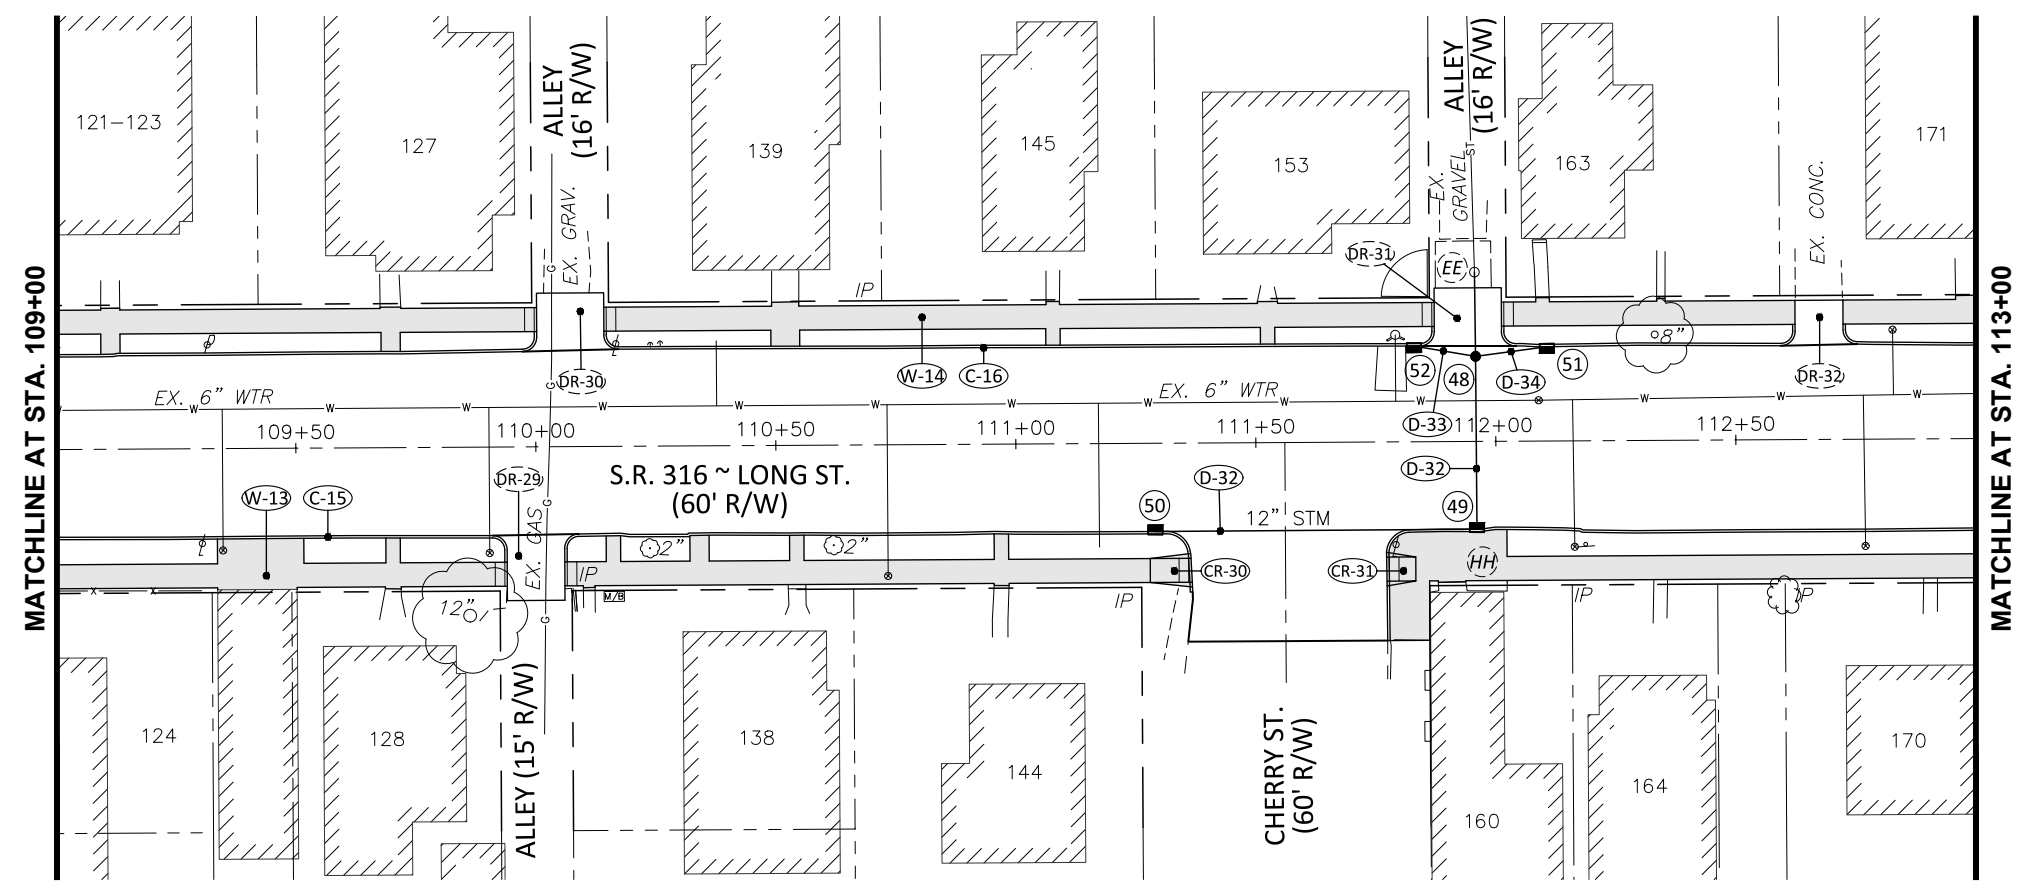 MATCHLINE AT STA. 109+00
MATCHLINE AT STA. 113+00
121-123
127
ALLEY
(16' R/W)
139
145
153
ALLEY
(16' R/W)
163
171
EX. GRAV.
EX.
GRAVEL
ST
EX. CONC.
G
DR-31
EE
IP
8"
DR-30
G
W-14
C-16
52
48
D-34
51
DR-32
EX. 6" WTR
EX. 6" WTR
W W W W W W W W W W W W W W
D-33
109+50
110+00
110+50
111+00
111+50
112+00
112+50
S.R. 316 ~ LONG ST.
(60' R/W)
DR-29
D-32
D-32
W-13
C-15
G
50
49
12" STM
EX. GAS
2"
2"
CR-30
CR-31
HH
IP
x x
M/B
IP
IP
IP
12"
G
124
128
ALLEY (15' R/W)
138
144
CHERRY ST.
(60' R/W)
160
164
170